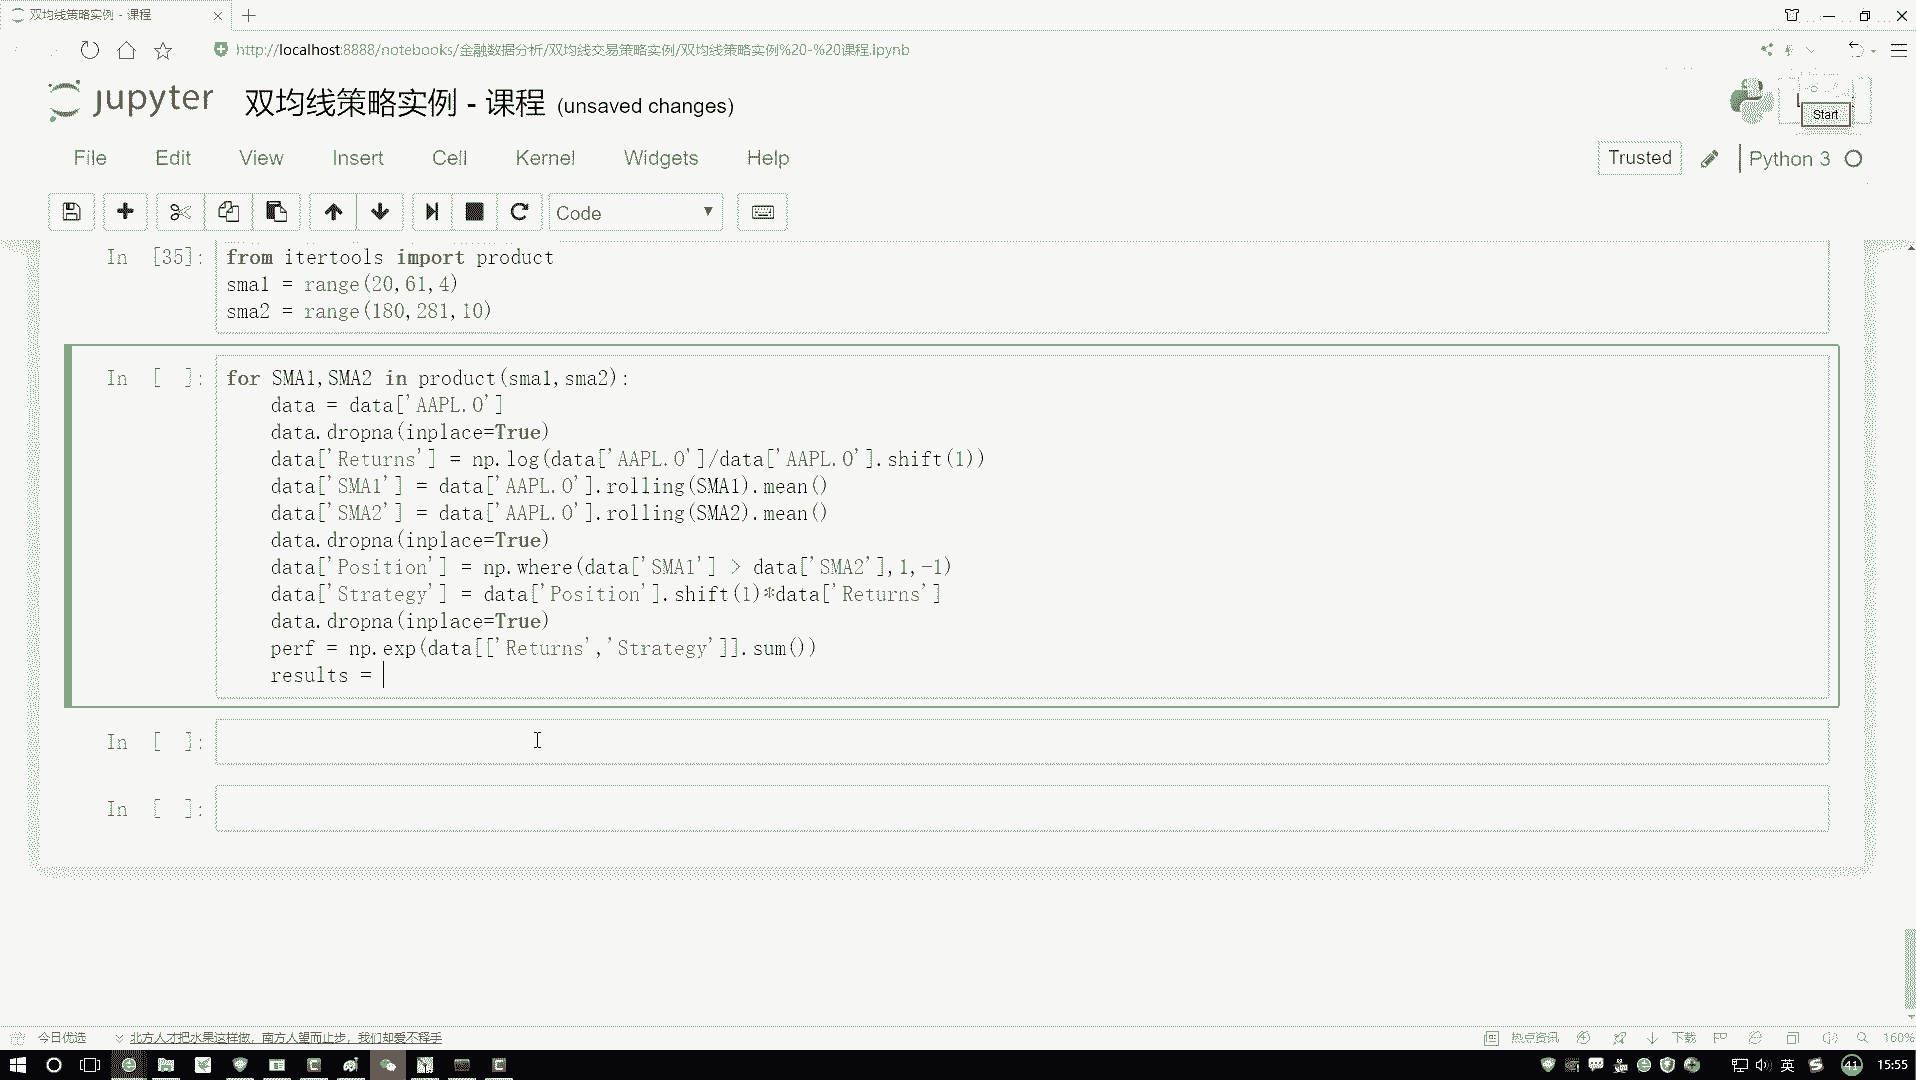 双均线策略实例 - 课程
http://localhost:8888/notebooks/金融数据分析/双均线交易策略实例/双均线策略实例%20-%20课程.ipynb
jupyter 双均线策略实例 - 课程 (unsaved changes)
Start
File Edit View Insert Cell Kernel Widgets Help
Trusted
Python 3
Code
In [35]:
from itertools import product
sma1 = range(20,61,4)
sma2 = range(180,281,10)
In [ ]:
for SMA1,SMA2 in product(sma1,sma2):
    data = data['AAPL.O']
    data.dropna(inplace=True)
    data['Returns'] = np.log(data['AAPL.O']/data['AAPL.O'].shift(1))
    data['SMA1'] = data['AAPL.O'].rolling(SMA1).mean()
    data['SMA2'] = data['AAPL.O'].rolling(SMA2).mean()
    data.dropna(inplace=True)
    data['Position'] = np.where(data['SMA1'] > data['SMA2'],1,-1)
    data['Strategy'] = data['Position'].shift(1)*data['Returns']
    data.dropna(inplace=True)
    perf = np.exp(data[['Returns','Strategy']].sum())
    results =
In [ ]:
In [ ]:
今日优选
北方人才把水果这样做，南方人望而止步，我们却爱不释手
热点资讯
下载
160%
英
41
15:55